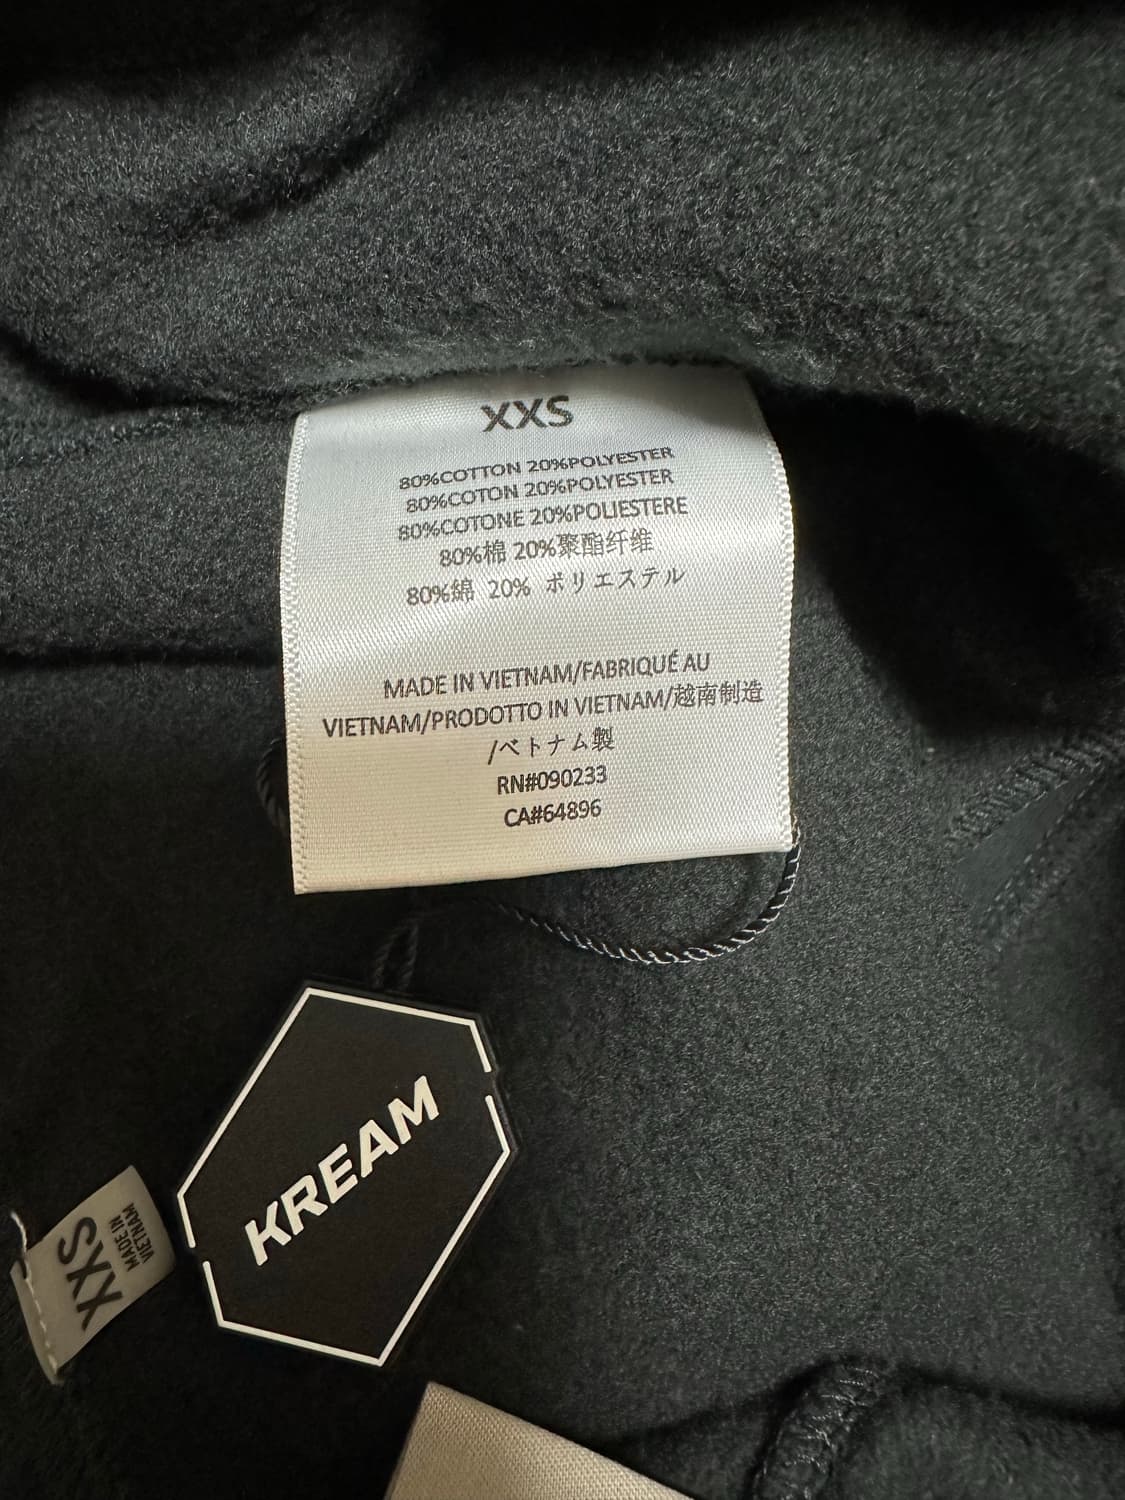 XXS
80%COTTON 20%POLYESTER
80%COTON 20%POLYESTER
80%COTONE 20%POLIESTERE
80%棉 20%聚酯纤维
80%綿 20% ポリエステル
MADE IN VIETNAM/FABRIQUÉ AU
VIETNAM/PRODOTTO IN VIETNAM/越南制造
/ベトナム製
RN#090233
CA#64896
KREAM
XXS
MADE IN
VIETNAM